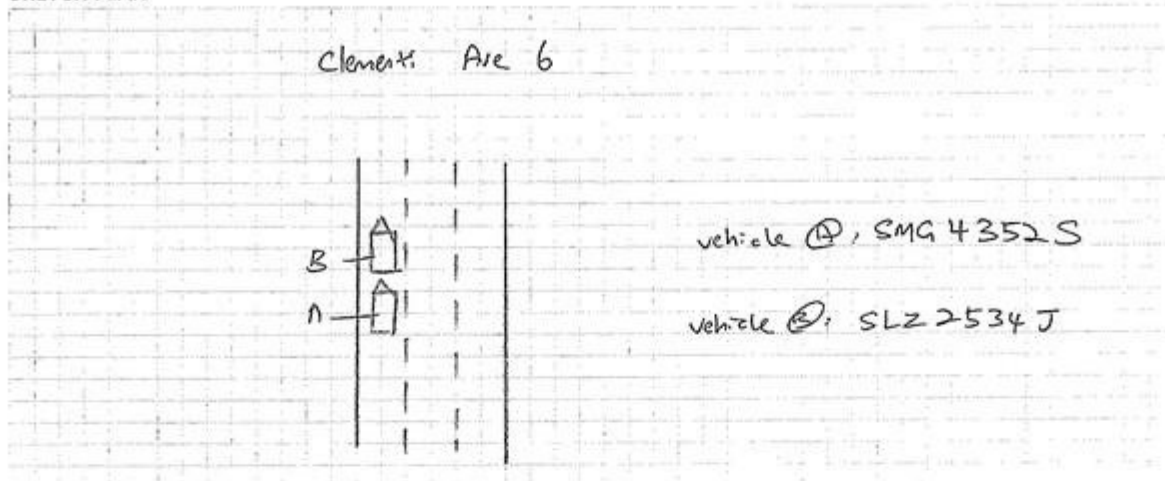 Clementi Ave 6
vehicle Ⓐ, SMG 4352 S
B
A
vehicle Ⓑ: SLZ 2534 J